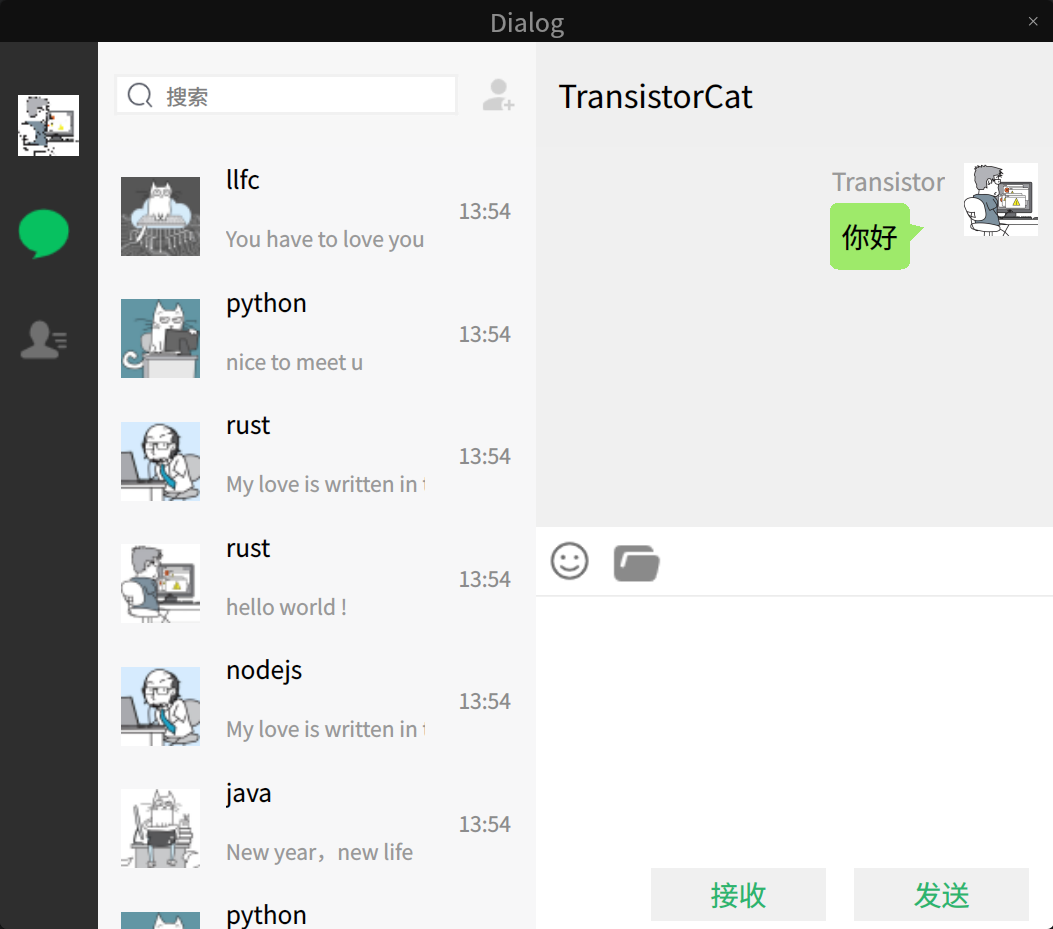 Dialog
搜索
llfc
You have to love you
13:54
python
nice to meet u
13:54
rust
My love is written in
13:54
rust
hello world !
13:54
nodejs
My love is written in
13:54
java
New year，new life
13:54
python
TransistorCat
Transistor
你好
接收
发送